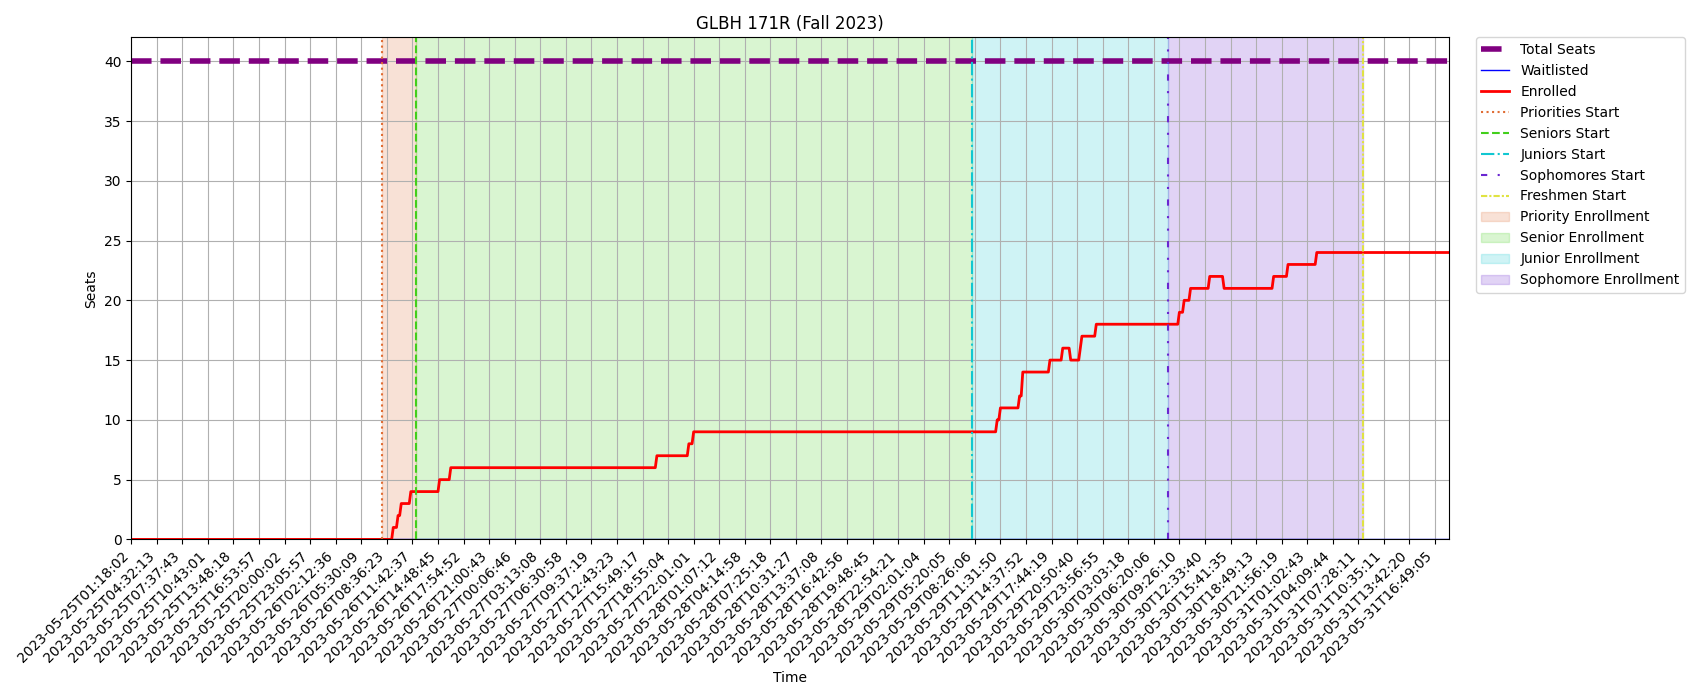 GLBH 171R (Fall 2023)
Total Seats
Waitlisted
Enrolled
Priorities Start
Seniors Start
Juniors Start
Sophomores Start
Freshmen Start
Priority Enrollment
Senior Enrollment
Junior Enrollment
Sophomore Enrollment
Seats
40
35
30
25
20
15
10
5
0
2023-05-25T01:18:02
2023-05-25T04:32:13
2023-05-25T07:37:43
2023-05-25T10:43:01
2023-05-25T13:48:18
2023-05-25T16:53:57
2023-05-25T20:00:02
2023-05-25T23:05:57
2023-05-26T02:12:36
2023-05-26T05:30:09
2023-05-26T08:36:23
2023-05-26T11:42:37
2023-05-26T14:48:45
2023-05-26T17:54:52
2023-05-26T21:00:43
2023-05-27T00:06:46
2023-05-27T03:13:08
2023-05-27T06:30:58
2023-05-27T09:37:19
2023-05-27T12:43:23
2023-05-27T15:49:17
2023-05-27T18:55:04
2023-05-27T22:01:01
2023-05-28T01:07:12
2023-05-28T04:14:58
2023-05-28T07:25:18
2023-05-28T10:31:27
2023-05-28T13:37:08
2023-05-28T16:42:56
2023-05-28T19:48:45
2023-05-28T22:54:21
2023-05-29T02:01:04
2023-05-29T05:20:05
2023-05-29T08:26:06
2023-05-29T11:31:50
2023-05-29T14:37:52
2023-05-29T17:44:19
2023-05-29T20:50:40
2023-05-29T23:56:55
2023-05-30T03:03:18
2023-05-30T06:20:06
2023-05-30T09:26:10
2023-05-30T12:33:40
2023-05-30T15:41:35
2023-05-30T18:49:13
2023-05-30T21:56:19
2023-05-31T01:02:43
2023-05-31T04:09:44
2023-05-31T07:28:11
2023-05-31T10:35:11
2023-05-31T13:42:20
2023-05-31T16:49:05
Time